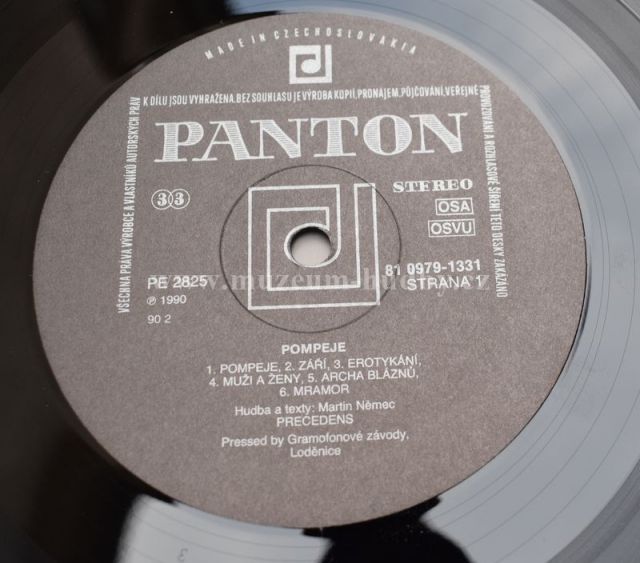 MADE IN CZECHOSLOVAKIA
VŠECHNA PRÁVA VÝROBCE A VLASTNÍKŮ AUTORSKÝCH PRÁV
K DÍLU JSOU VYHRAŽENA. BEZ SOUHLASU JE VÝROBA KOPIÍ, PRONÁJEM, PŮJČOVÁNÍ, VEŘEJNÉ
PROVOZOVÁNÍ A ROZHLASOVÉ ŠÍŘENÍ TÉTO DESKY ZAKÁZÁNO
PANTON
33
STEREO
OSA
OSVU
PE 2825
81 0979-1331
℗ 1990
STRANA 1
90 2
POMPEJE
1. POMPEJE, 2. ZÁŘÍ, 3. EROTYKÁNÍ,
4. MUŽI A ŽENY, 5. ARCHA BLÁZNŮ,
6. MRAMOR
Hudba a texty: Martin Němec
PRECEDENS
Pressed by Gramofonové závody,
Loděnice